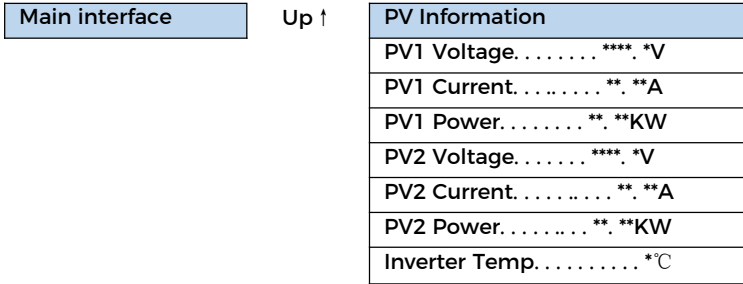 Main interface Up↑ PV Information
PV1 Voltage. . . . . . . . ****. *V
PV1 Current. . . .. . . . . **. **A
PV1 Power. . . . . . . . **. **KW
PV2 Voltage. . . . . . . ****. *V
PV2 Current. . . . . .. . . . **. **A
PV2 Power. . . . . .. . . **. **KW
Inverter Temp. . . . . . . . . . *℃